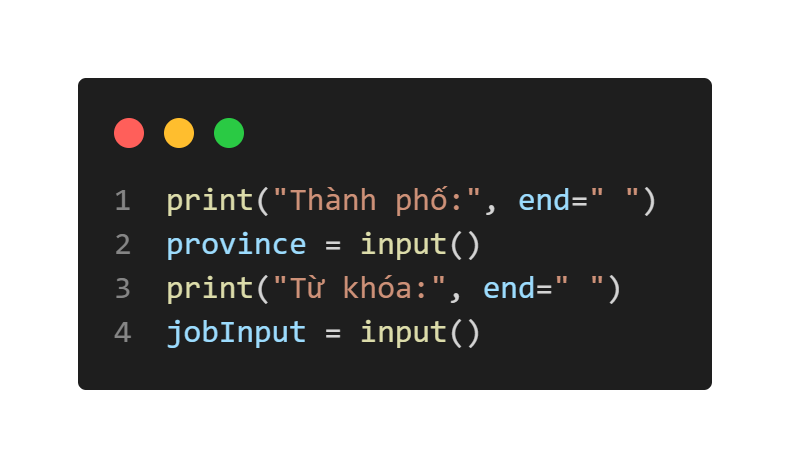 1 print("Thành phố:", end=" ")
2 province = input()
3 print("Từ khóa:", end=" ")
4 jobInput = input()